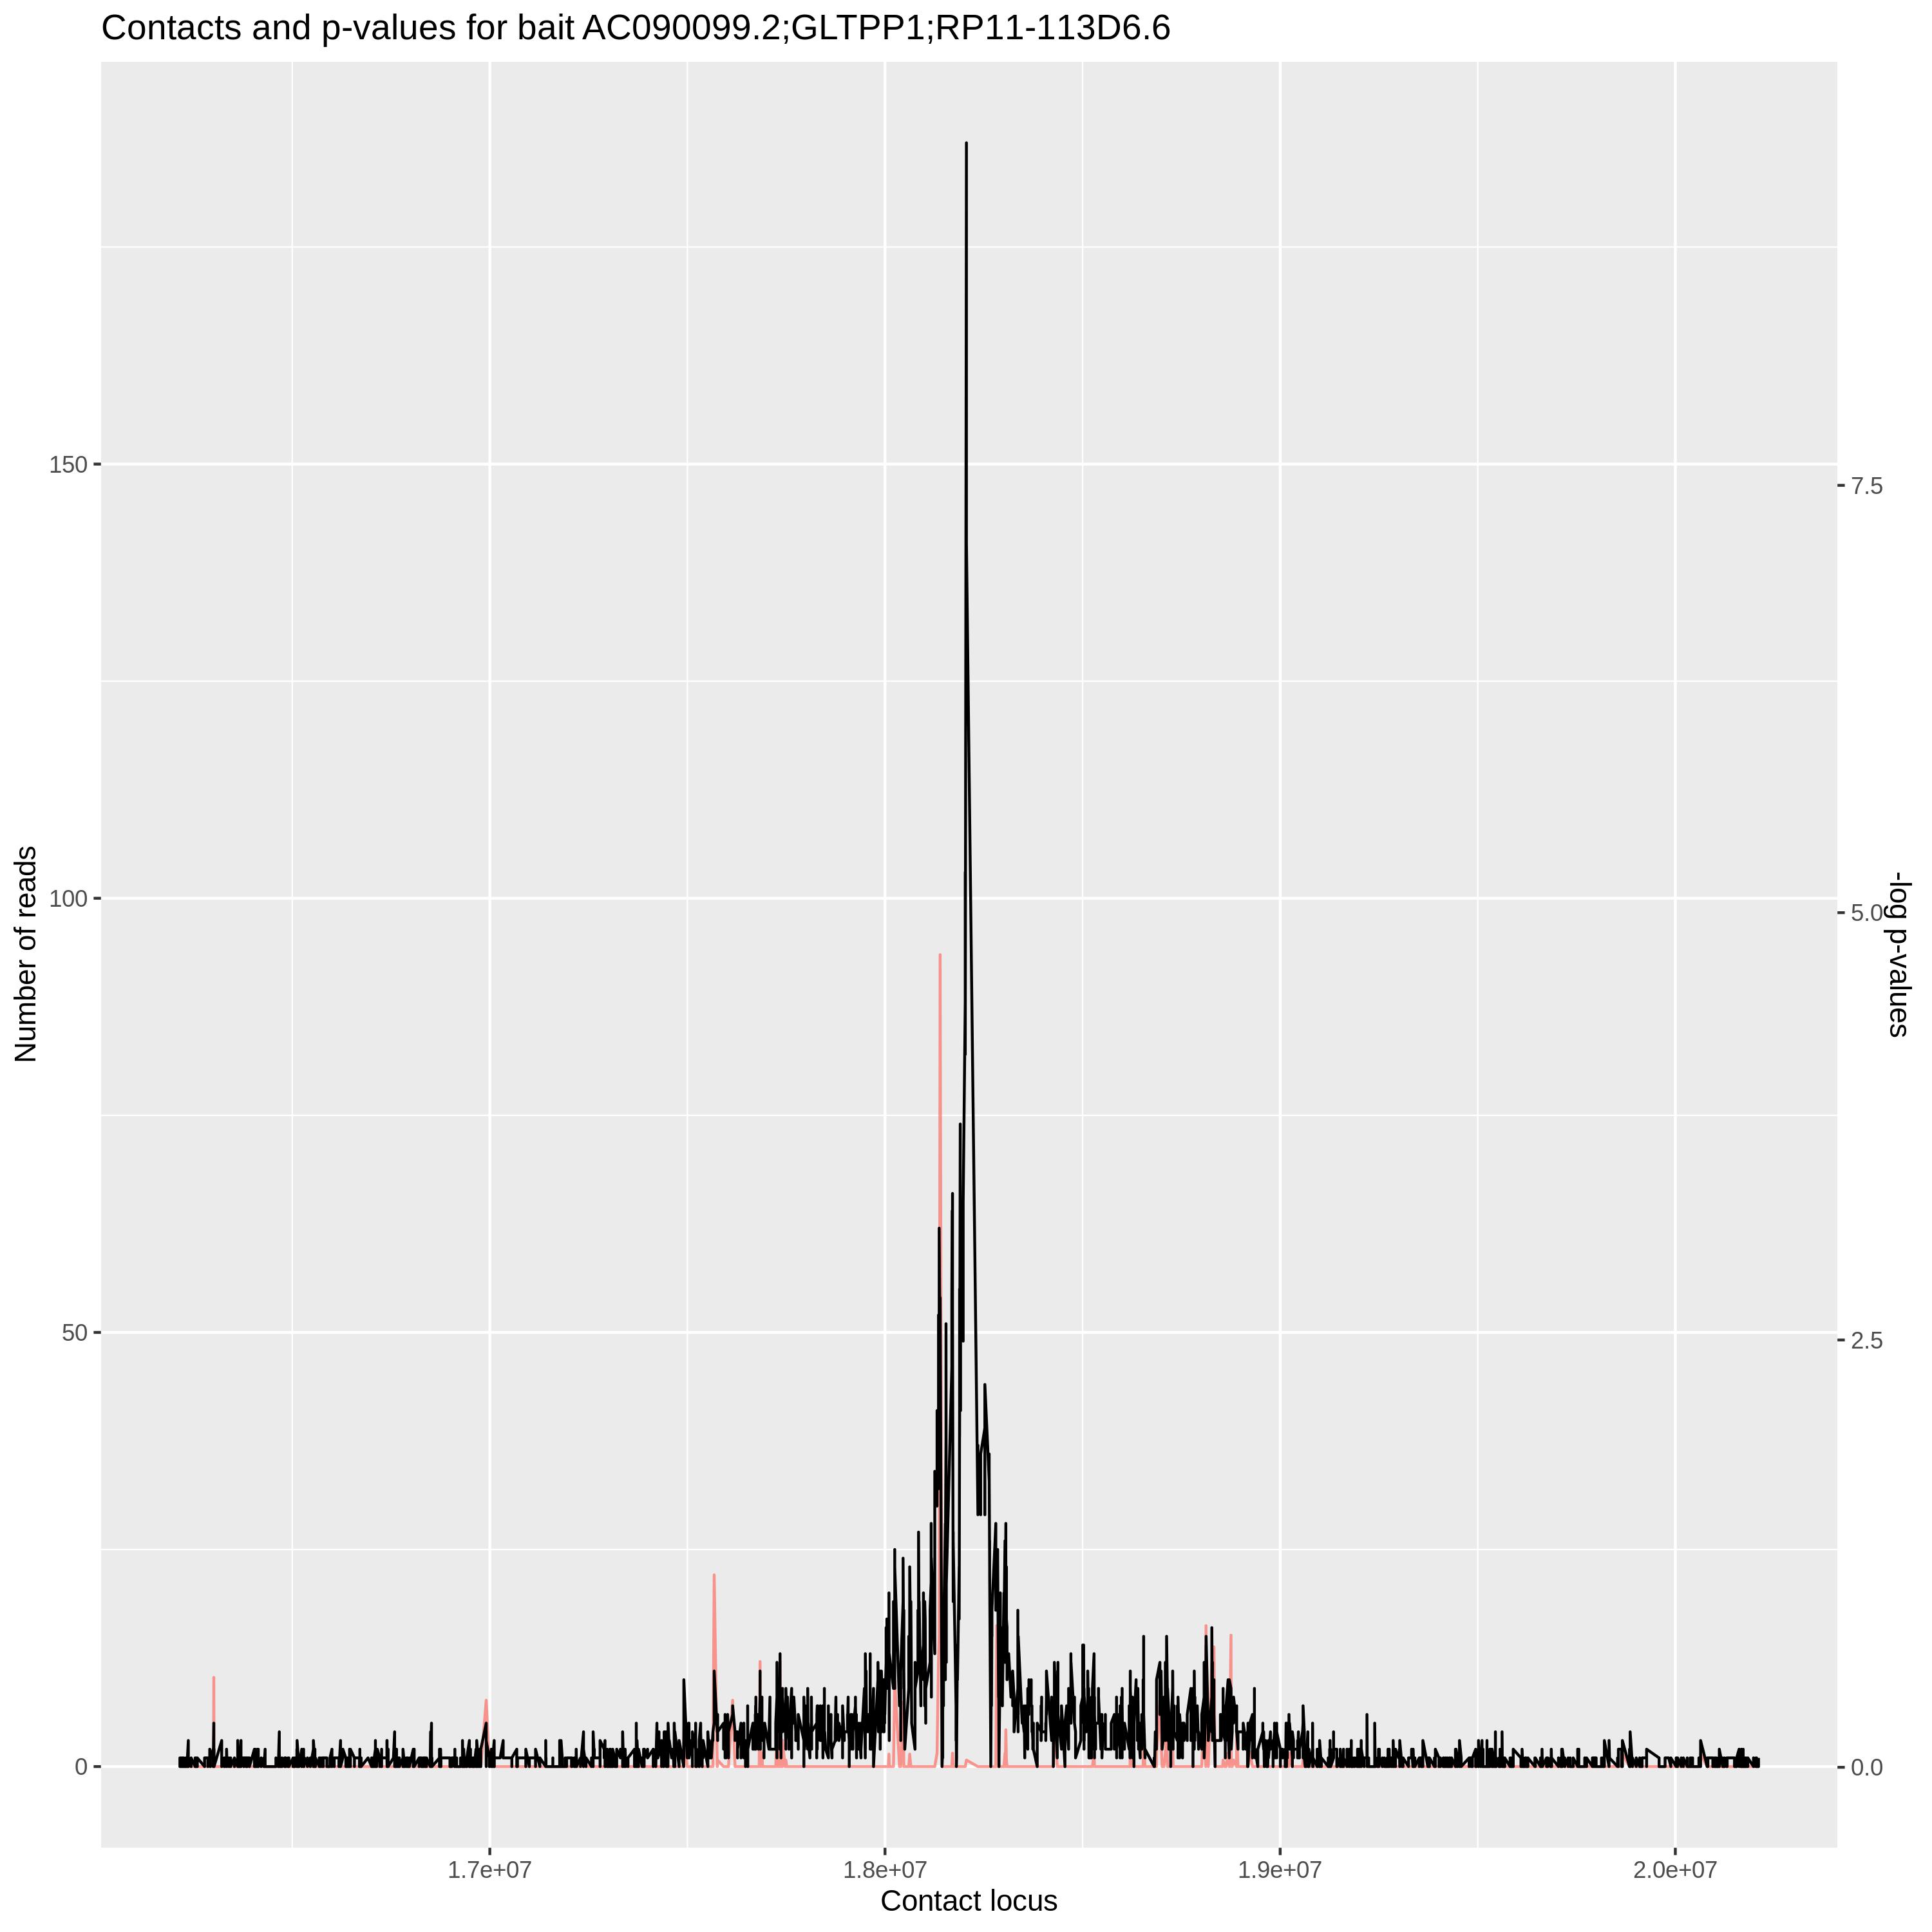 Contacts and p-values for bait AC090099.2;GLTPP1;RP11-113D6.6
150
100
50
0
Number of reads
7.5
5.0
2.5
0.0
-log p-values
1.7e+07
1.8e+07
1.9e+07
2.0e+07
Contact locus